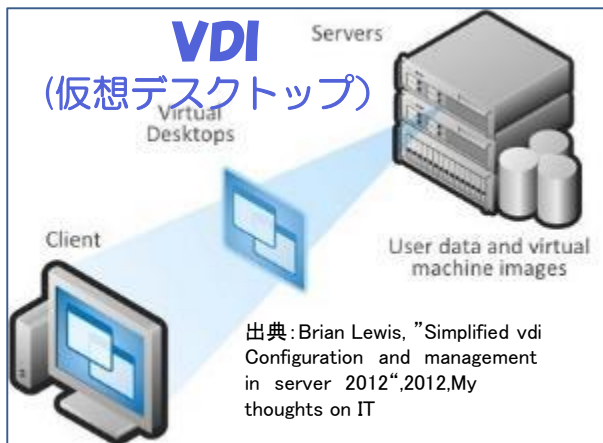 VDI
Servers
(仮想デスクトップ)
Virtual
Desktops
Client
User data and virtual
machine images
出典:Brian Lewis, ”Simplified vdi
Configuration and management
in server 2012“,2012,My
thoughts on IT